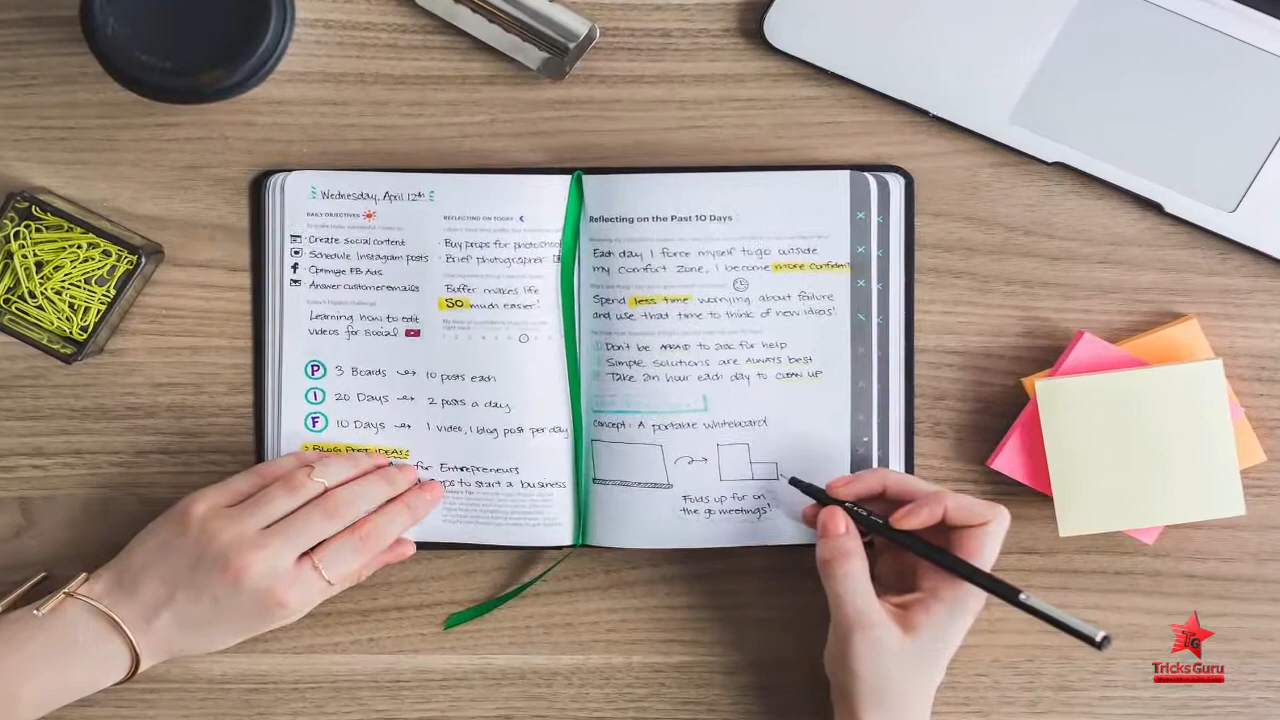 Wednesday, April 12th
DAILY OBJECTIVES
Create social content
Schedule Instagram posts
Manage FB Ads
Answer customer emails
Learning how to edit
videos for social
REFLECTING ON TODAY
Buy props for photoshoot
Brief photographer
Buffer makes life
SO much easier!
P 3 Boards 10 posts each
I 20 Days 2 posts a day
F 10 Days 1 video, 1 blog post per day
BLOG POST IDEAS:
for Entrepreneurs
to start a business
Reflecting on the Past 10 Days
Each day I force myself to go outside
my comfort zone, I become more confident
Spend less time worrying about failure
and use that time to think of new ideas!
Don't be AFRAID to ask for help
Simple solutions are ALWAYS best
Take an hour each day to CLEAN UP
Concept: A portable whiteboard
Folds up for on
the go meetings!
TG
Tricks Guru